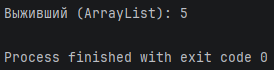 Выживший (ArrayList): 5
Process finished with exit code 0